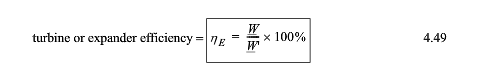 turbine or expander efficiency = η_E = W / W' × 100% 4.49